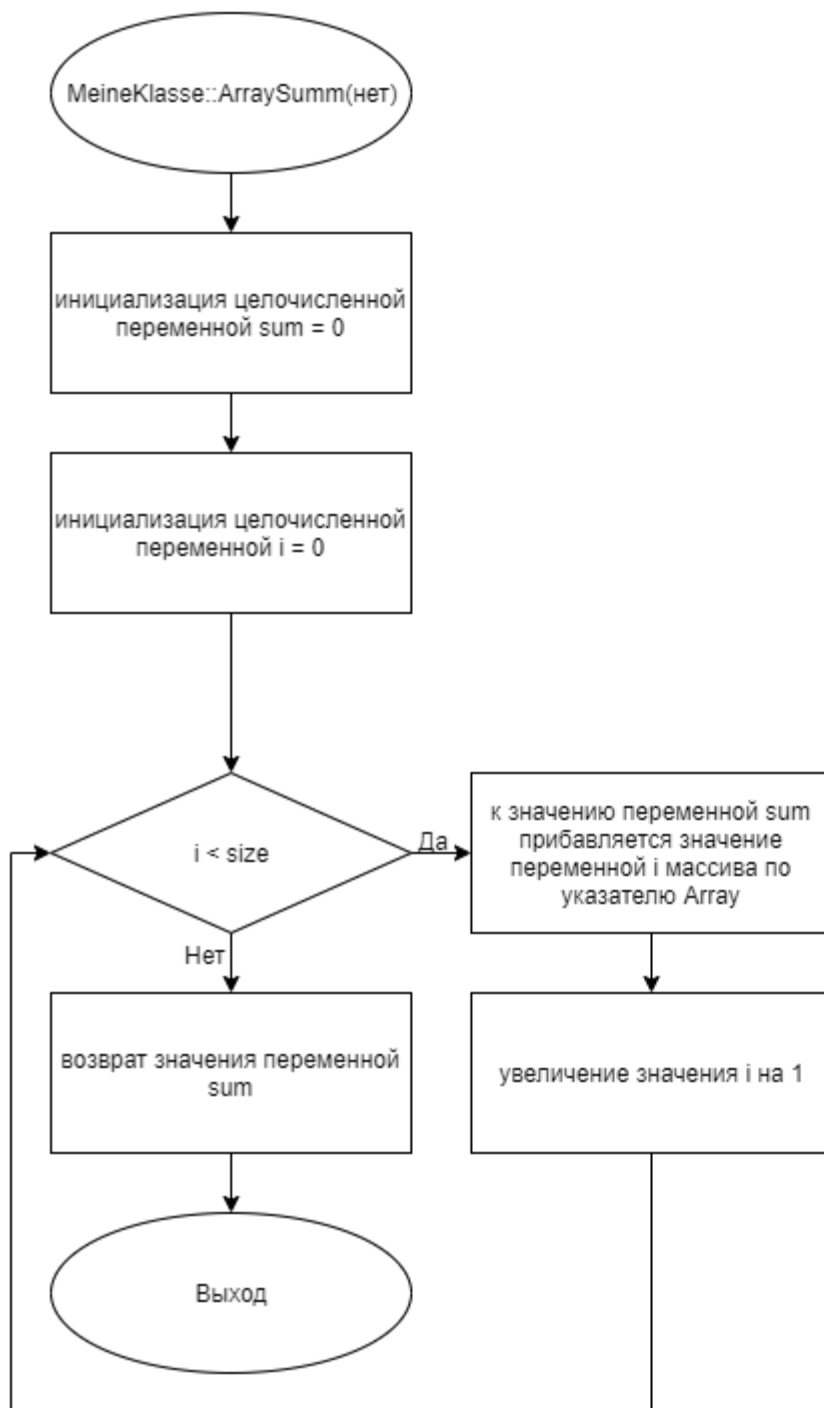 MeineKlasse::ArraySumm(нет)
инициализация целочисленной
переменной sum = 0
инициализация целочисленной
переменной i = 0
i < size
Да
к значению переменной sum
прибавляется значение
переменной i массива по
указателю Array
Нет
возврат значения переменной
sum
увеличение значения i на 1
Выход